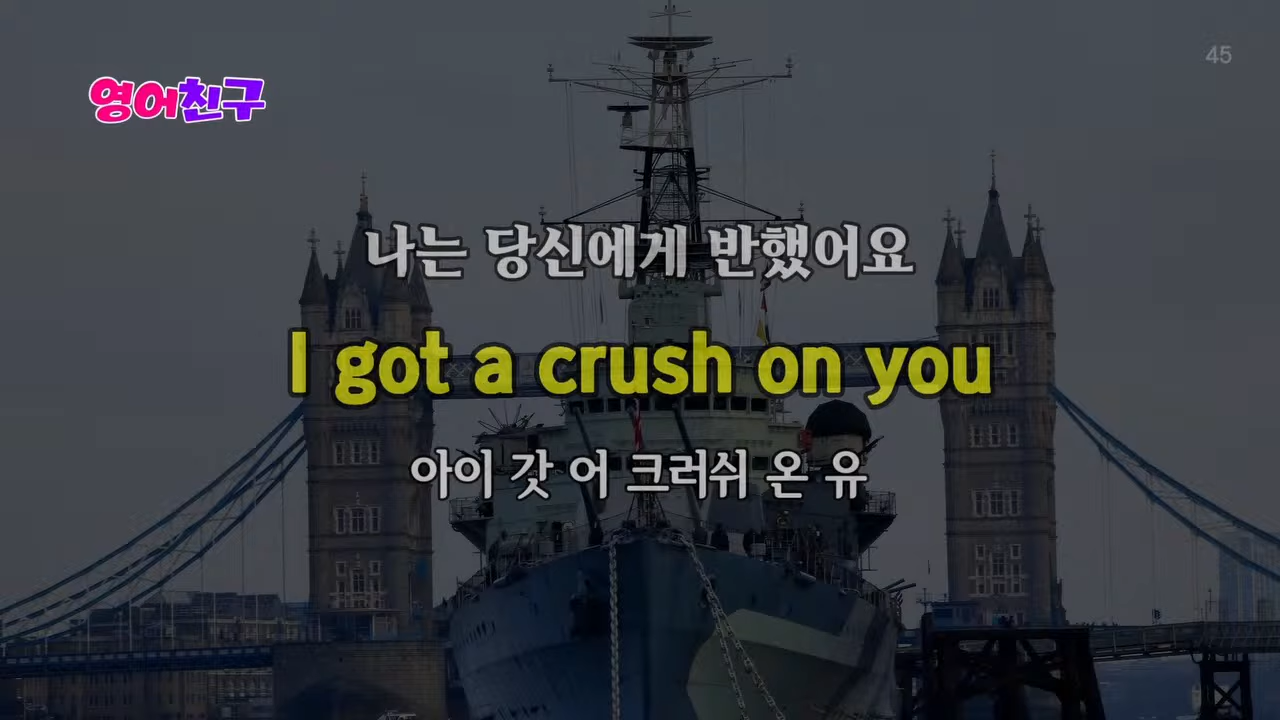 45
영어친구
나는 당신에게 반했어요
I got a crush on you
아이 갓 어 크러쉬 온 유